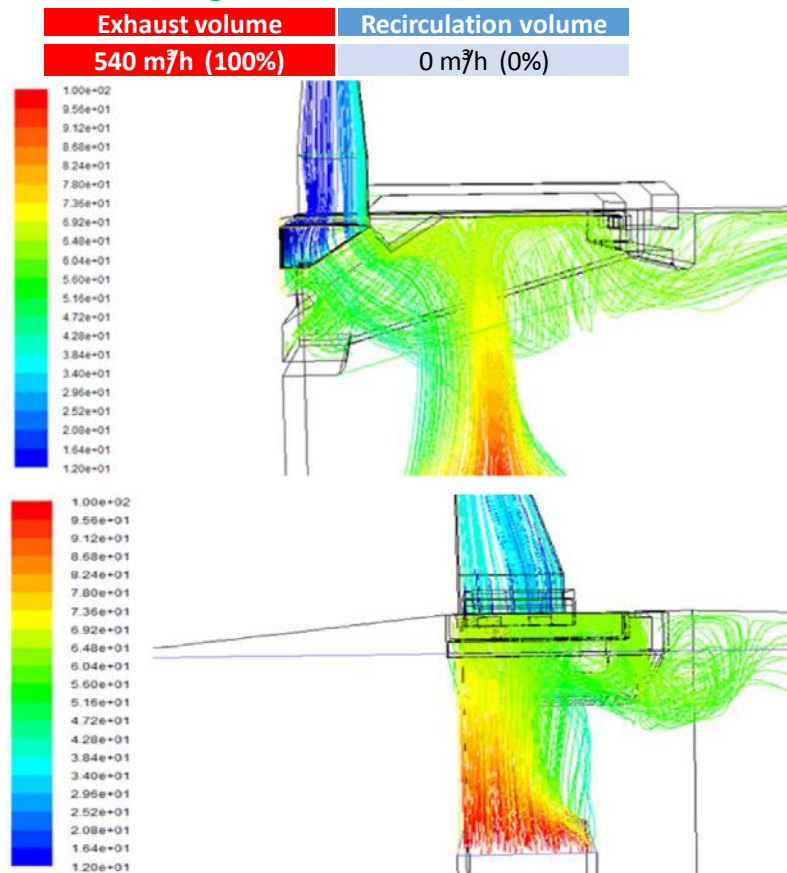 Exhaust volume Recirculation volume
540 m³/h (100%) 0 m³/h (0%)
1.00e+02
9.56e+01
9.12e+01
8.68e+01
8.24e+01
7.80e+01
7.36e+01
6.92e+01
6.48e+01
6.04e+01
5.60e+01
5.16e+01
4.72e+01
4.28e+01
3.84e+01
3.40e+01
2.96e+01
2.52e+01
2.08e+01
1.64e+01
1.20e+01
1.00e+02
9.56e+01
9.12e+01
8.68e+01
8.24e+01
7.80e+01
7.36e+01
6.92e+01
6.48e+01
6.04e+01
5.60e+01
5.16e+01
4.72e+01
4.28e+01
3.84e+01
3.40e+01
2.96e+01
2.52e+01
2.08e+01
1.64e+01
1.20e+01